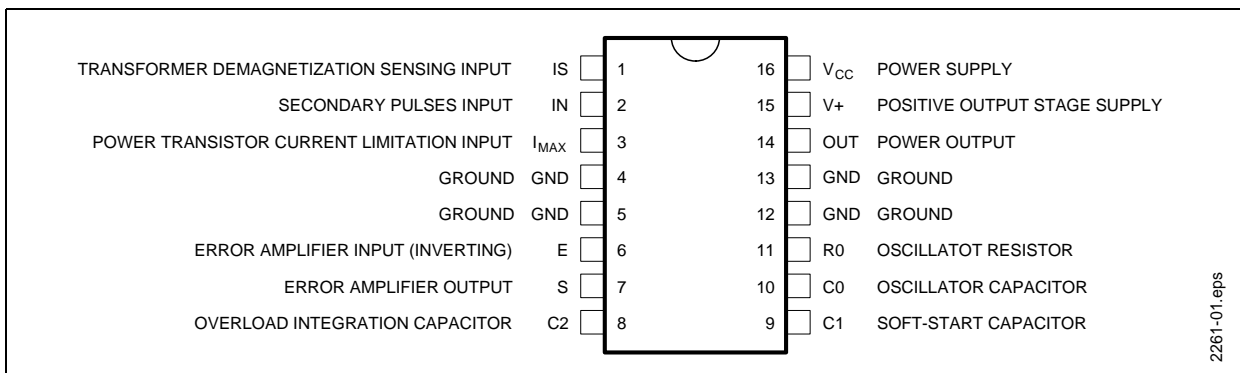 TRANSFORMER DEMAGNETIZATION SENSING INPUT IS 1 16 VCC POWER SUPPLY
SECONDARY PULSES INPUT IN 2 15 V+ POSITIVE OUTPUT STAGE SUPPLY
POWER TRANSISTOR CURRENT LIMITATION INPUT IMAX 3 14 OUT POWER OUTPUT
GROUND GND 4 13 GND GROUND
GROUND GND 5 12 GND GROUND
ERROR AMPLIFIER INPUT (INVERTING) E 6 11 R0 OSCILLATOT RESISTOR
ERROR AMPLIFIER OUTPUT S 7 10 C0 OSCILLATOR CAPACITOR
OVERLOAD INTEGRATION CAPACITOR C2 8 9 C1 SOFT-START CAPACITOR
2261-01.eps